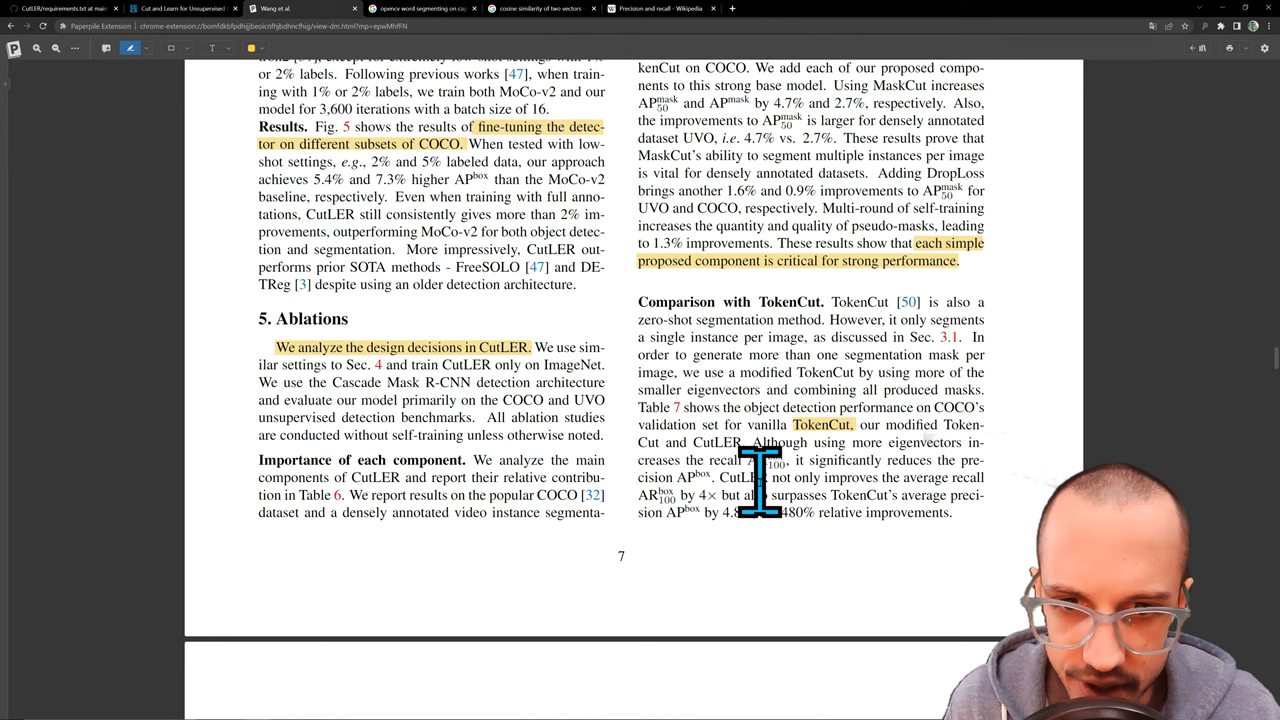 CutLER/requirements.txt at mai
Cut and Learn for Unsupervised
Wang et al.
opencv word segmenting on cap
cosine similarity of two vectors -
Precision and recall - Wikipedia
Paperpile Extension | chrome-extension://bomfdkbfpdhijjbeoicnfhjbdhncfhig/view-dm.html?mp=epwMhfFN
or 2% labels. Following previous works [47], when train-
ing with 1% or 2% labels, we train both MoCo-v2 and our
model for 3,600 iterations with a batch size of 16.
Results. Fig. 5 shows the results of fine-tuning the detec-
tor on different subsets of COCO. When tested with low-
shot settings, e.g., 2% and 5% labeled data, our approach
achieves 5.4% and 7.3% higher APbox than the MoCo-v2
baseline, respectively. Even when training with full anno-
tations, CutLER still consistently gives more than 2% im-
provements, outperforming MoCo-v2 for both object detec-
tion and segmentation. More impressively, CutLER out-
performs prior SOTA methods - FreeSOLO [47] and DE-
TReg [3] despite using an older detection architecture.
5. Ablations
We analyze the design decisions in CutLER. We use sim-
ilar settings to Sec. 4 and train CutLER only on ImageNet.
We use the Cascade Mask R-CNN detection architecture
and evaluate our model primarily on the COCO and UVO
unsupervised detection benchmarks. All ablation studies
are conducted without self-training unless otherwise noted.
Importance of each component. We analyze the main
components of CutLER and report their relative contribu-
tion in Table 6. We report results on the popular COCO [32]
dataset and a densely annotated video instance segmenta-
kenCut on COCO. We add each of our proposed compo-
nents to this strong base model. Using MaskCut increases
APmask50 and APmask by 4.7% and 2.7%, respectively. Also,
the improvements to APmask50 is larger for densely annotated
dataset UVO, i.e. 4.7% vs. 2.7%. These results prove that
MaskCut's ability to segment multiple instances per image
is vital for densely annotated datasets. Adding DropLoss
brings another 1.6% and 0.9% improvements to APmask50 for
UVO and COCO, respectively. Multi-round of self-training
increases the quantity and quality of pseudo-masks, leading
to 1.3% improvements. These results show that each simple
proposed component is critical for strong performance.
Comparison with TokenCut. TokenCut [50] is also a
zero-shot segmentation method. However, it only segments
a single instance per image, as discussed in Sec. 3.1. In
order to generate more than one segmentation mask per
image, we use a modified TokenCut by using more of the
smaller eigenvectors and combining all produced masks.
Table 7 shows the object detection performance on COCO's
validation set for vanilla TokenCut, our modified Token-
Cut and CutLER. Although using more eigenvectors in-
creases the recall 100, it significantly reduces the pre-
cision APbox. CutLER not only improves the average recall
ARbox100 by 4× but also surpasses TokenCut's average preci-
sion APbox by 4.8 480% relative improvements.
7